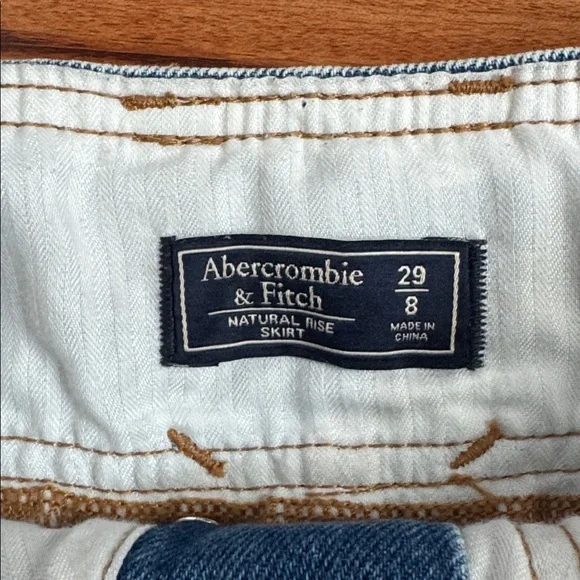 Abercrombie
& Fitch
NATURAL RISE
SKIRT
29
8
MADE IN
CHINA